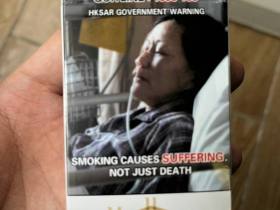 HKSAR GOVERNMENT WARNING
SMOKING CAUSES SUFFERING,
NOT JUST DEATH